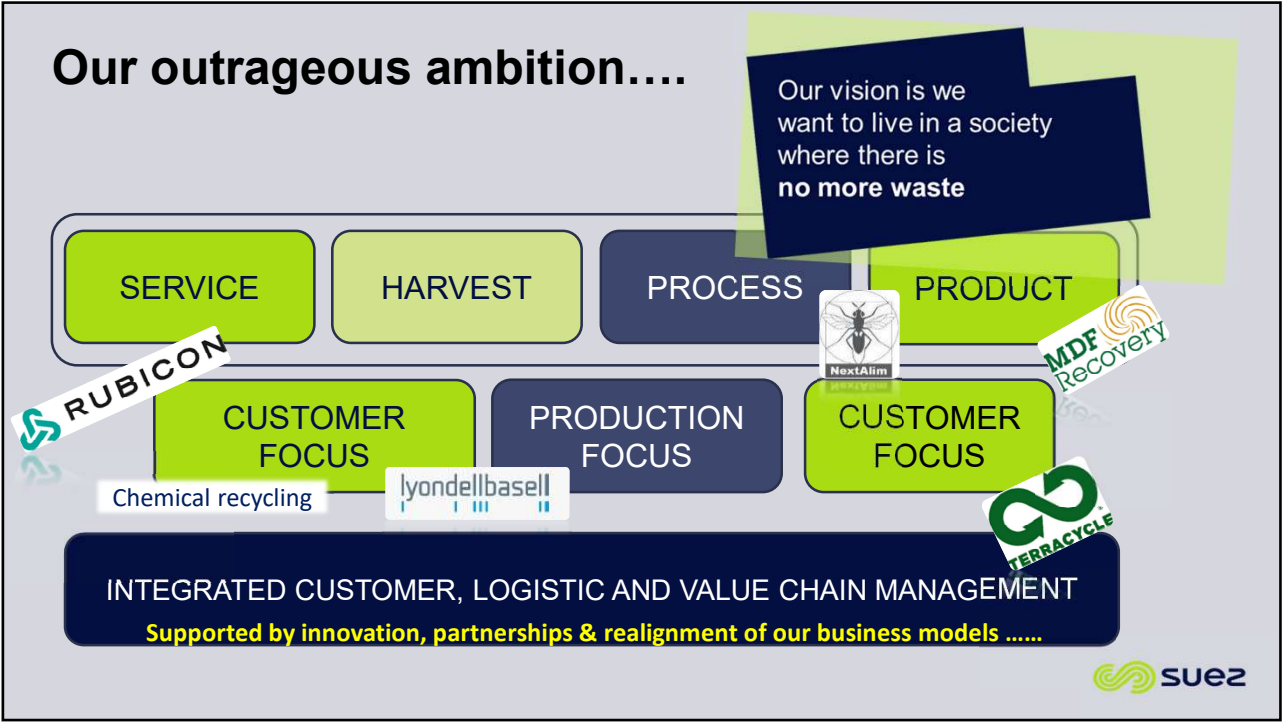 Our outrageous ambition….
Our vision is we
want to live in a society
where there is
no more waste
SERVICE
HARVEST
PROCESS
PRODUCT
NextAlim
MDF
Recovery
RUBICON
CUSTOMER
FOCUS
PRODUCTION
FOCUS
CUSTOMER
FOCUS
Chemical recycling
lyondellbasell
TERRACYCLE
INTEGRATED CUSTOMER, LOGISTIC AND VALUE CHAIN MANAGEMENT
Supported by innovation, partnerships & realignment of our business models ……
suez